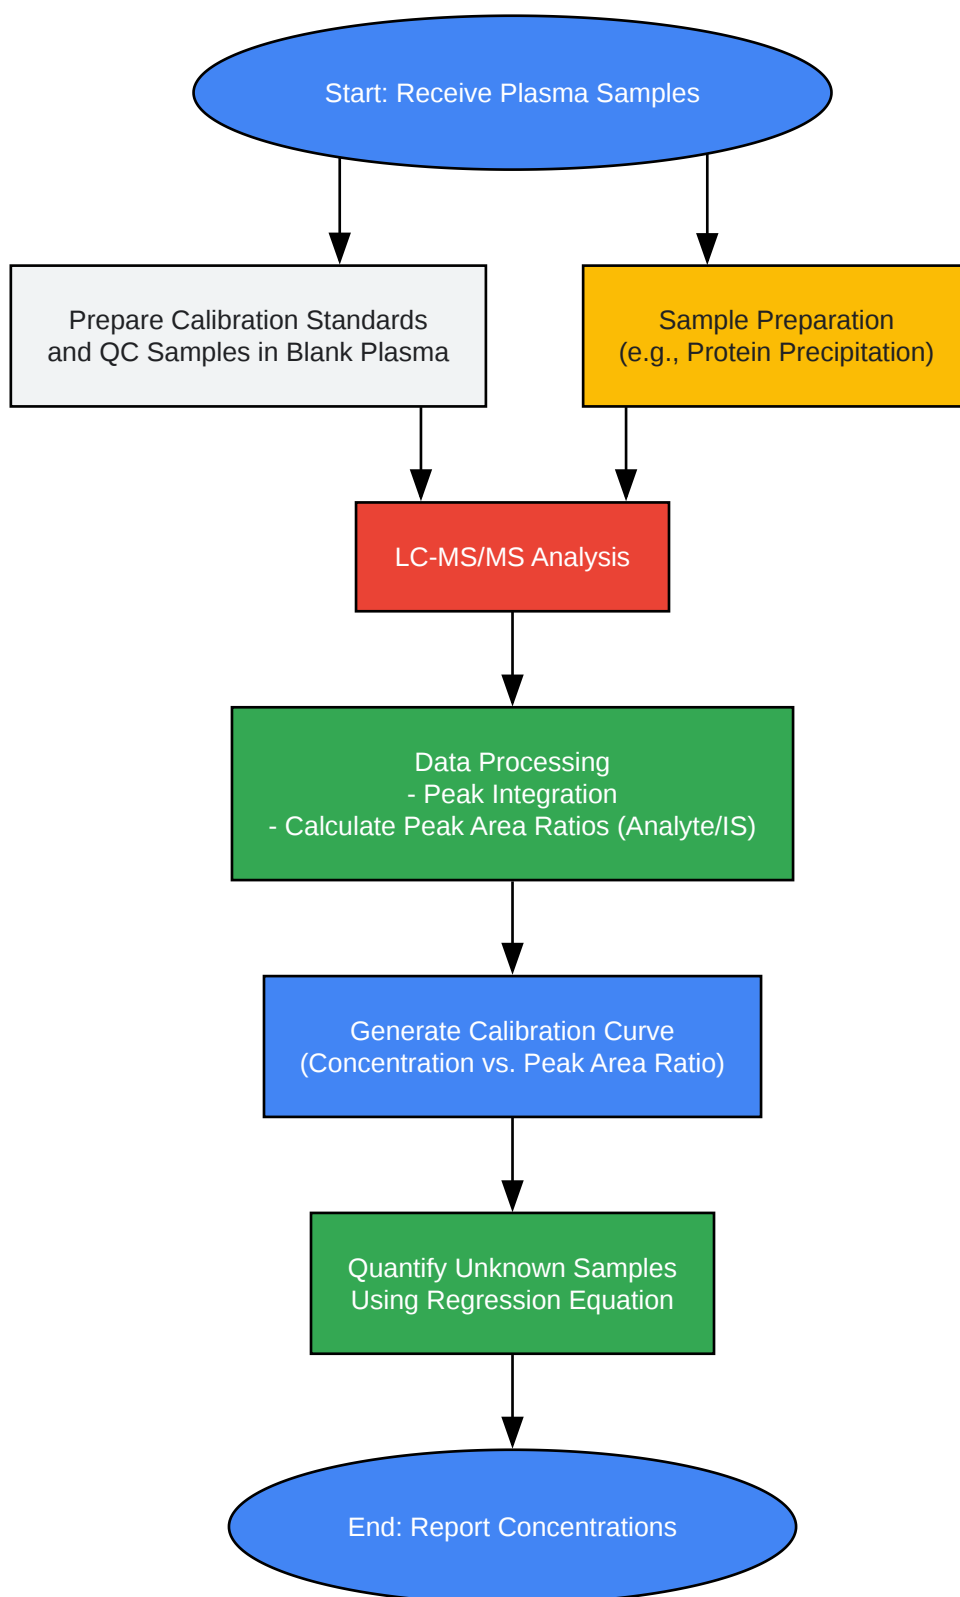 Start: Receive Plasma Samples
Prepare Calibration Standards
and QC Samples in Blank Plasma
Sample Preparation
(e.g., Protein Precipitation)
LC-MS/MS Analysis
Data Processing
- Peak Integration
- Calculate Peak Area Ratios (Analyte/IS)
Generate Calibration Curve
(Concentration vs. Peak Area Ratio)
Quantify Unknown Samples
Using Regression Equation
End: Report Concentrations